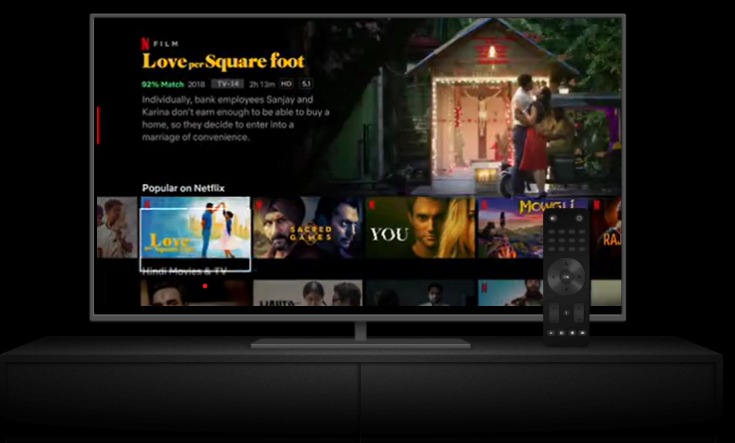 N FILM
Love per Square foot
92% Match 2018 TV-14 2h 13m HD 5.1
Individually, bank employees Sanjay and
Karina don't earn enough to be able to buy a
home, so they decide to enter into a
marriage of convenience.
Popular on Netflix
N Love per Square foot
SACRED
GAMES
N YOU
N MOWGLI
N RAJ
Hindi Movies & TV
N